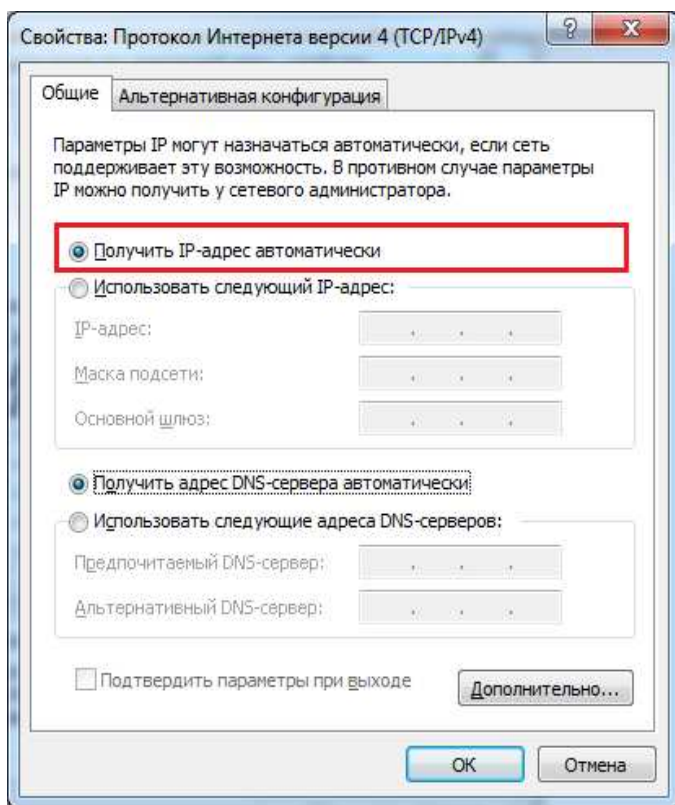 Свойства: Протокол Интернета версии 4 (TCP/IPv4)
Общие
Альтернативная конфигурация
Параметры IP могут назначаться автоматически, если сеть
поддерживает эту возможность. В противном случае параметры
IP можно получить у сетевого администратора.
Получить IP-адрес автоматически
Использовать следующий IP-адрес:
IP-адрес:
Маска подсети:
Основной шлюз:
Получить адрес DNS-сервера автоматически
Использовать следующие адреса DNS-серверов:
Предпочитаемый DNS-сервер:
Альтернативный DNS-сервер:
Подтвердить параметры при выходе
Дополнительно...
ОК
Отмена